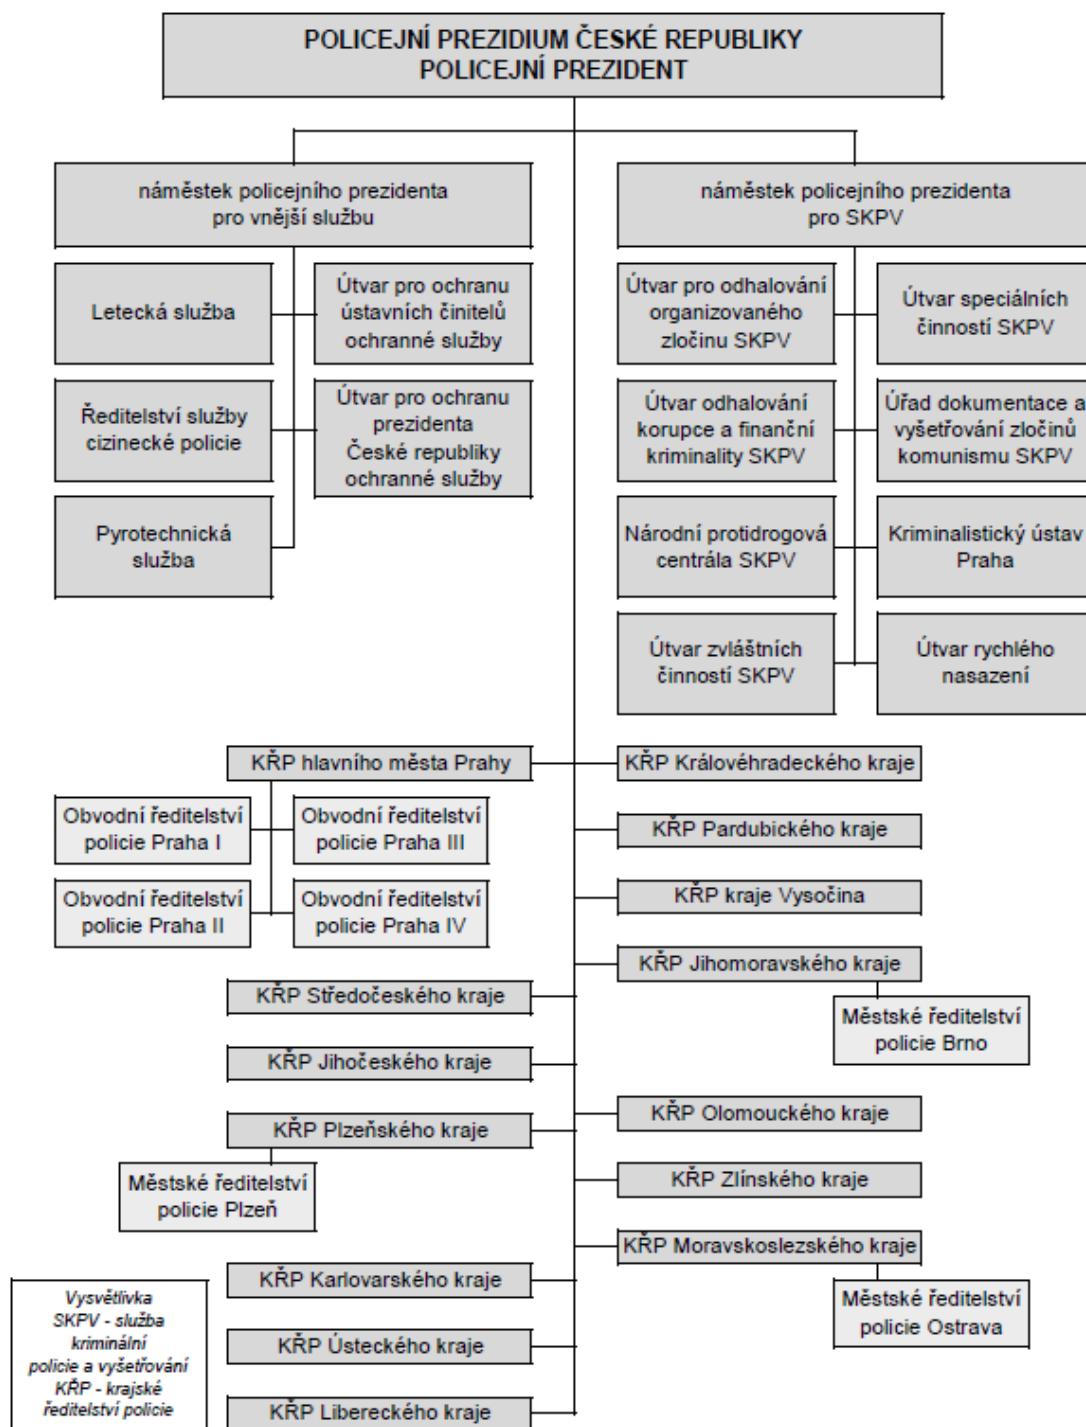 POLICEJNÍ PREZIDIUM ČESKÉ REPUBLIKY
POLICEJNÍ PREZIDENT
náměstek policejního prezidenta
pro vnější službu
Letecká služba
Útvar pro ochranu
ústavních činitelů
ochranné služby
Ředitelství služby
cizinecké policie
Útvar pro ochranu
prezidenta
České republiky
ochranné služby
Pyrotechnická
služba
náměstek policejního prezidenta
pro SKPV
Útvar pro odhalování
organizovaného
zločinu SKPV
Útvar speciálních
činností SKPV
Útvar odhalování
korupce a finanční
kriminality SKPV
Úřad dokumentace a
vyšetřování zločinů
komunismu SKPV
Národní protidrogová
centrála SKPV
Kriminalistický ústav
Praha
Útvar zvláštních
činností SKPV
Útvar rychlého
nasazení
KŘP hlavního města Prahy
Obvodní ředitelství
policie Praha I
Obvodní ředitelství
policie Praha III
Obvodní ředitelství
policie Praha II
Obvodní ředitelství
policie Praha IV
KŘP Středočeského kraje
KŘP Jihočeského kraje
KŘP Plzeňského kraje
Městské ředitelství
policie Plzeň
KŘP Karlovarského kraje
KŘP Ústeckého kraje
KŘP Libereckého kraje
KŘP Královéhradeckého kraje
KŘP Pardubického kraje
KŘP kraje Vysočina
KŘP Jihomoravského kraje
Městské ředitelství
policie Brno
KŘP Olomouckého kraje
KŘP Zlínského kraje
KŘP Moravskoslezského kraje
Městské ředitelství
policie Ostrava
Vysvětlivka
SKPV - služba
kriminální
policie a vyšetřování
KŘP - krajské
ředitelství policie